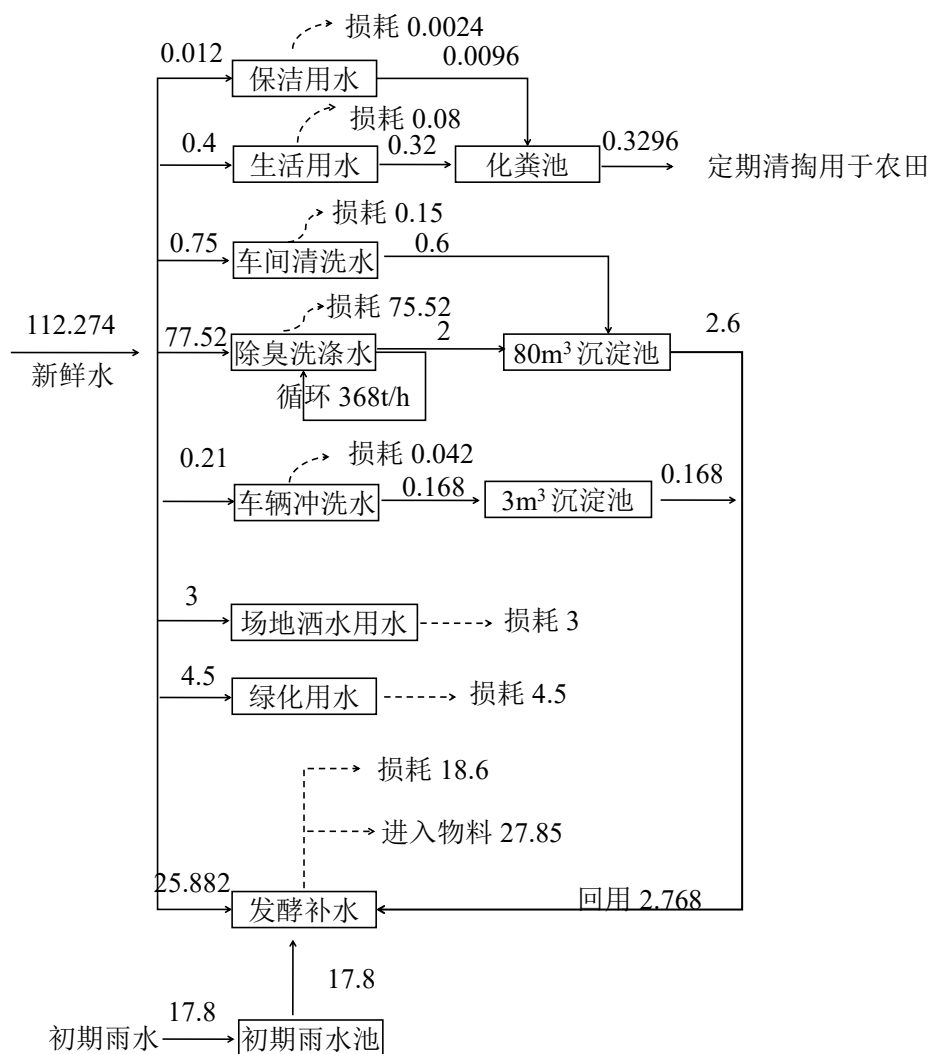 损耗 0.0024
0.012
0.0096
保洁用水
损耗 0.08
0.4
0.32
0.3296
生活用水
化粪池
定期清掏用于农田
损耗 0.15
0.75
0.6
车间清洗水
损耗 75.52
112.274
77.52
2
2.6
新鲜水
除臭洗涤水
80m³ 沉淀池
循环 368t/h
损耗 0.042
0.21
0.168
0.168
车辆冲洗水
3m³ 沉淀池
3
场地洒水用水
损耗 3
4.5
绿化用水
损耗 4.5
损耗 18.6
进入物料 27.85
25.882
发酵补水
回用 2.768
17.8
17.8
初期雨水
初期雨水池